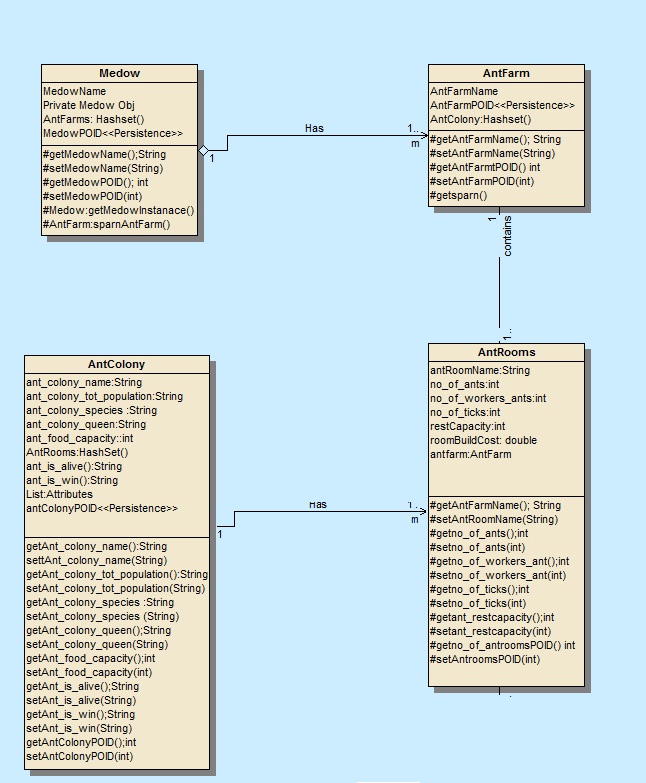 Medow
MedowName
Private Medow Obj
AntFarms: Hashset()
MedowPOID<<Persistence>>
#getMedowName();String
#setMedowName(String)
#getMedowPOID(); int
#setMedowPOID(int)
#Medow:getMedowInstanace()
#AntFarm:sparnAntFarm()
1
Has
1..
m
AntFarm
AntFarmName
AntFarmPOID<<Persistence>>
AntColony:Hashset()
#getAntFarmName(); String
#setAntFarmName(String)
#getAntFarmtPOID() int
#setAntFarmPOID(int)
#getsparn()
1
contains
1..
AntColony
ant_colony_name:String
ant_colony_tot_population:String
ant_colony_species :String
ant_colony_queen:String
ant_food_capacity::int
AntRooms:HashSet()
ant_is_alive():String
ant_is_win():String
List:Attributes
antColonyPOID<<Persistence>>
getAnt_colony_name():String
settAnt_colony_name(String)
getAnt_colony_tot_population():String
setAnt_colony_tot_population(String)
getAnt_colony_species :String
setAnt_colony_species (String)
getAnt_colony_queen();String
setAnt_colony_queen(String)
getAnt_food_capacity();int
setAnt_food_capacity(int)
getAnt_is_alive();String
setAnt_is_alive(String)
getAnt_is_win();String
setAnt_is_win(String)
getAntColonyPOID();int
setAntColonyPOID(int)
1
Has
1..
m
AntRooms
antRoomName:String
no_of_ants:int
no_of_workers_ants:int
no_of_ticks:int
restCapacity:int
roomBuildCost: double
antfarm:AntFarm
#getAntFarmName(); String
#setAntRoomName(String)
#getno_of_ants();int
#setno_of_ants(int)
#getno_of_workers_ant();int
#setno_of_workers_ant(int)
#getno_of_ticks();int
#setno_of_ticks(int)
#getant_restcapacity();int
#setant_restcapacity(int)
#getno_of_antroomsPOID() int
#setAntroomsPOID(int)